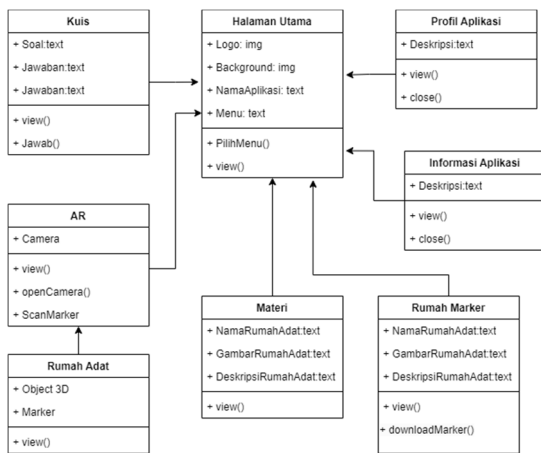 Kuis
+ Soal:text
+ Jawaban:text
+ Jawaban:text
+ view()
+ Jawab()
Halaman Utama
+ Logo: img
+ Background: img
+ NamaAplikasi: text
+ Menu: text
+ PilihMenu()
+ view()
Profil Aplikasi
+ Deskripsi:text
+ view()
+ close()
Informasi Aplikasi
+ Deskripsi:text
+ view()
+ close()
AR
+ Camera
+ view()
+ openCamera()
+ ScanMarker
Rumah Adat
+ Object 3D
+ Marker
+ view()
Materi
+ NamaRumahAdat:text
+ GambarRumahAdat:text
+ DeskripsiRumahAdat:text
+ view()
Rumah Marker
+ NamaRumahAdat:text
+ GambarRumahAdat:text
+ DeskripsiRumahAdat:text
+ view()
+ downloadMarker()